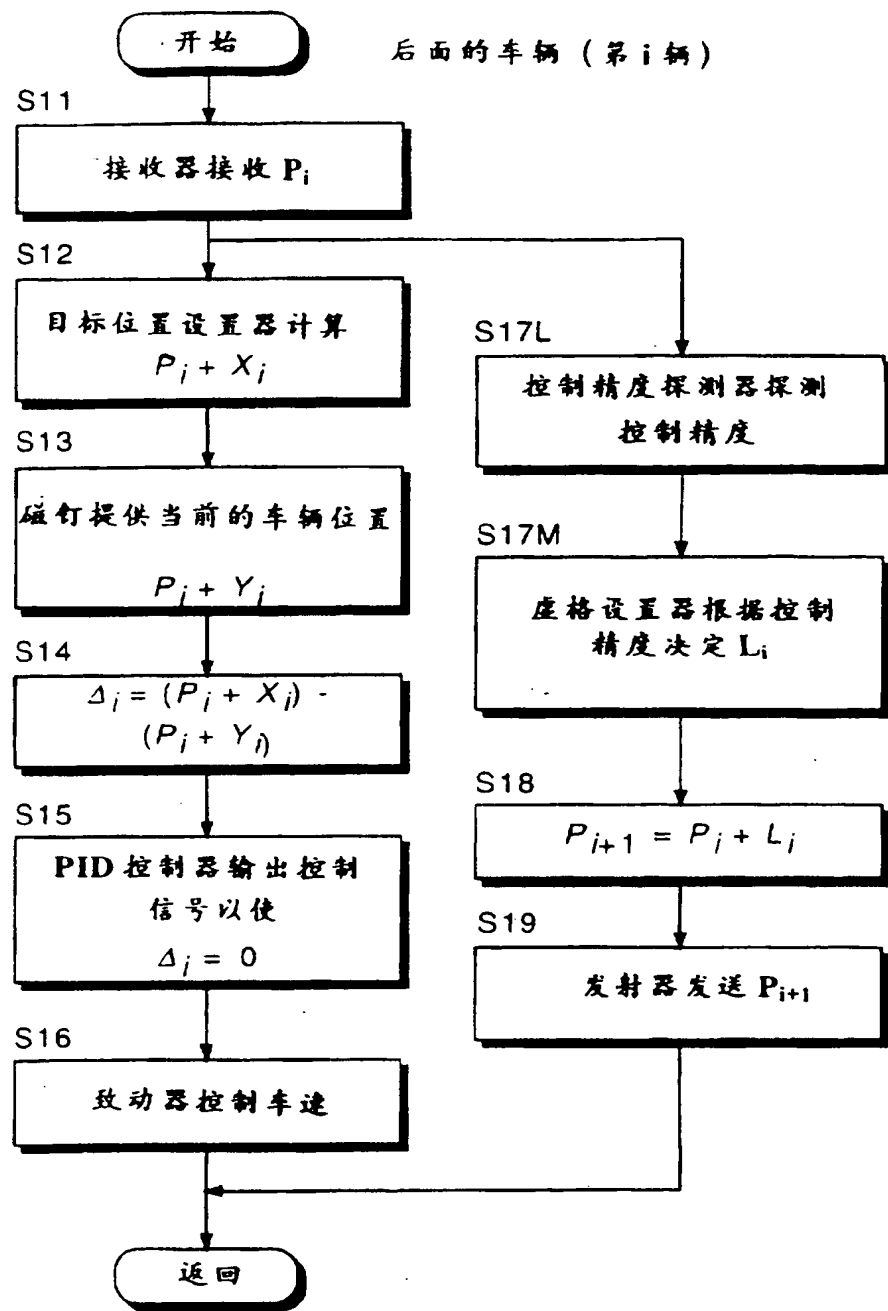 开始
后面的车辆（第i辆）
S11
接收器接收 Pi
S12
目标位置设置器计算
Pi + Xi
S13
磁钉提供当前的车辆位置
Pi + Yi
S14
Δi = (Pi + Xi) -
(Pi + Yi)
S15
PID 控制器输出控制
信号以使
Δi = 0
S16
致动器控制车速
S17L
控制精度探测器探测
控制精度
S17M
虚格设置器根据控制
精度决定 Li
S18
Pi+1 = Pi + Li
S19
发射器发送 Pi+1
返回